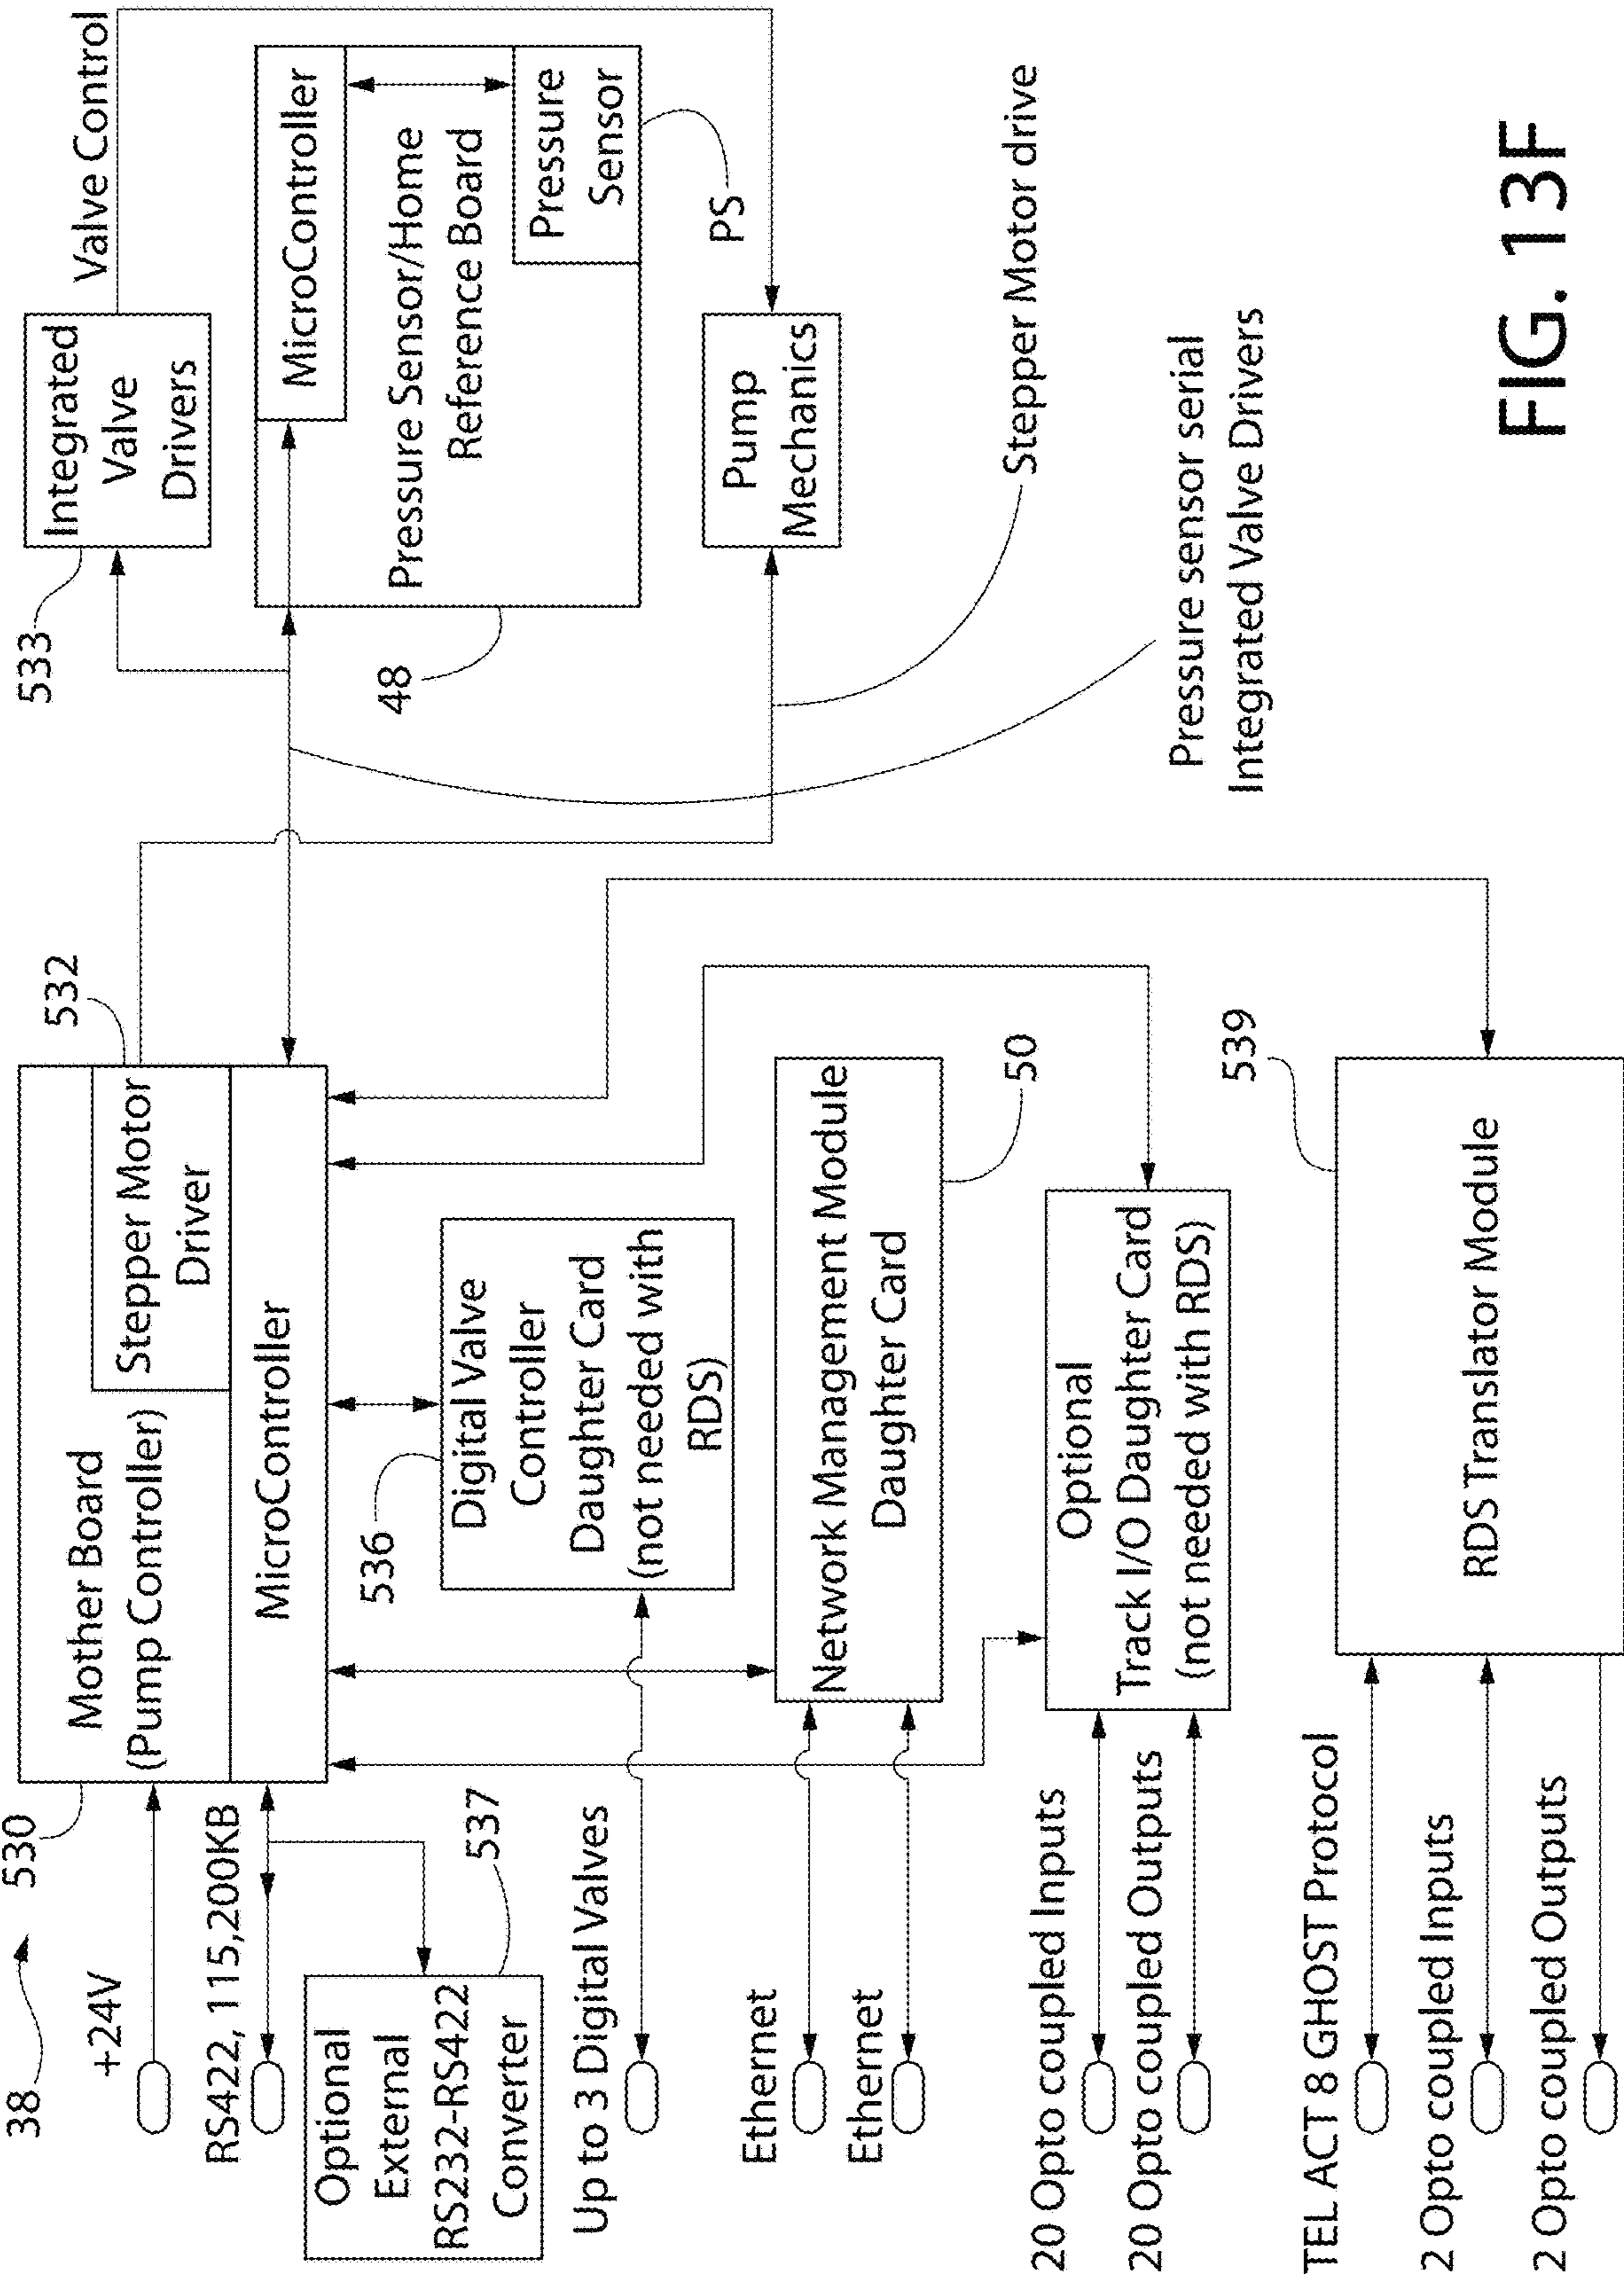 38
530
+24V
RS422, 115,200KB
Optional
External
RS232-RS422
Converter
537
Up to 3 Digital Valves
Ethernet
Ethernet
20 Opto coupled Inputs
20 Opto coupled Outputs
TEL ACT 8 GHOST Protocol
2 Opto coupled Inputs
2 Opto coupled Outputs
Mother Board
(Pump Controller)
Stepper Motor
Driver
532
MicroController
536
Digital Valve
Controller
Daughter Card
(not needed with
RDS)
Network Management Module
Daughter Card
50
Optional
Track I/O Daughter Card
(not needed with RDS)
539
RDS Translator Module
533
Integrated
Valve
Drivers
Valve Control
MicroController
Pressure Sensor/Home
Reference Board
Pressure
Sensor
48
PS
Pump
Mechanics
Stepper Motor drive
Pressure sensor serial
Integrated Valve Drivers
FIG. 13F